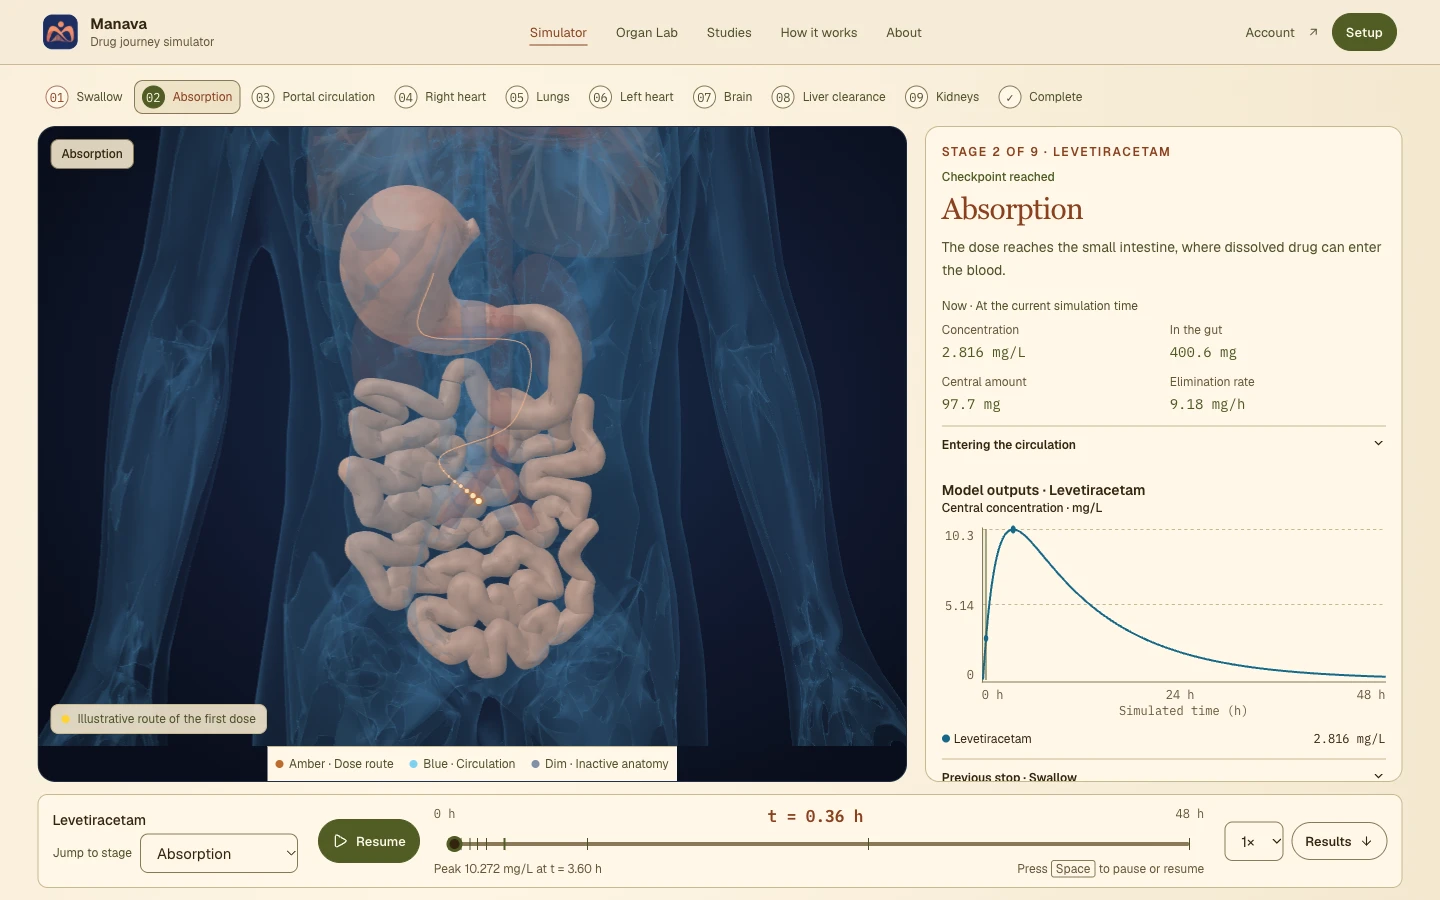 Manava
Drug journey simulator
Simulator
Organ Lab
Studies
How it works
About
Account ↗
Setup
01 Swallow
02 Absorption
03 Portal circulation
04 Right heart
05 Lungs
06 Left heart
07 Brain
08 Liver clearance
09 Kidneys
✓ Complete
Absorption
Illustrative route of the first dose
Amber · Dose route
Blue · Circulation
Dim · Inactive anatomy
STAGE 2 OF 9 · LEVETIRACETAM
Checkpoint reached
Absorption
The dose reaches the small intestine, where dissolved drug can enter
the blood.
Now · At the current simulation time
Concentration
2.816 mg/L
In the gut
400.6 mg
Central amount
97.7 mg
Elimination rate
9.18 mg/h
Entering the circulation
Model outputs · Levetiracetam
Central concentration · mg/L
10.3
5.14
0
0 h
24 h
48 h
Simulated time (h)
Levetiracetam
2.816 mg/L
Previous stop · Swallow
Levetiracetam
Jump to stage
Absorption
Resume
0 h
t = 0.36 h
48 h
Peak 10.272 mg/L at t = 3.60 h
Press Space to pause or resume
1×
Results ↓